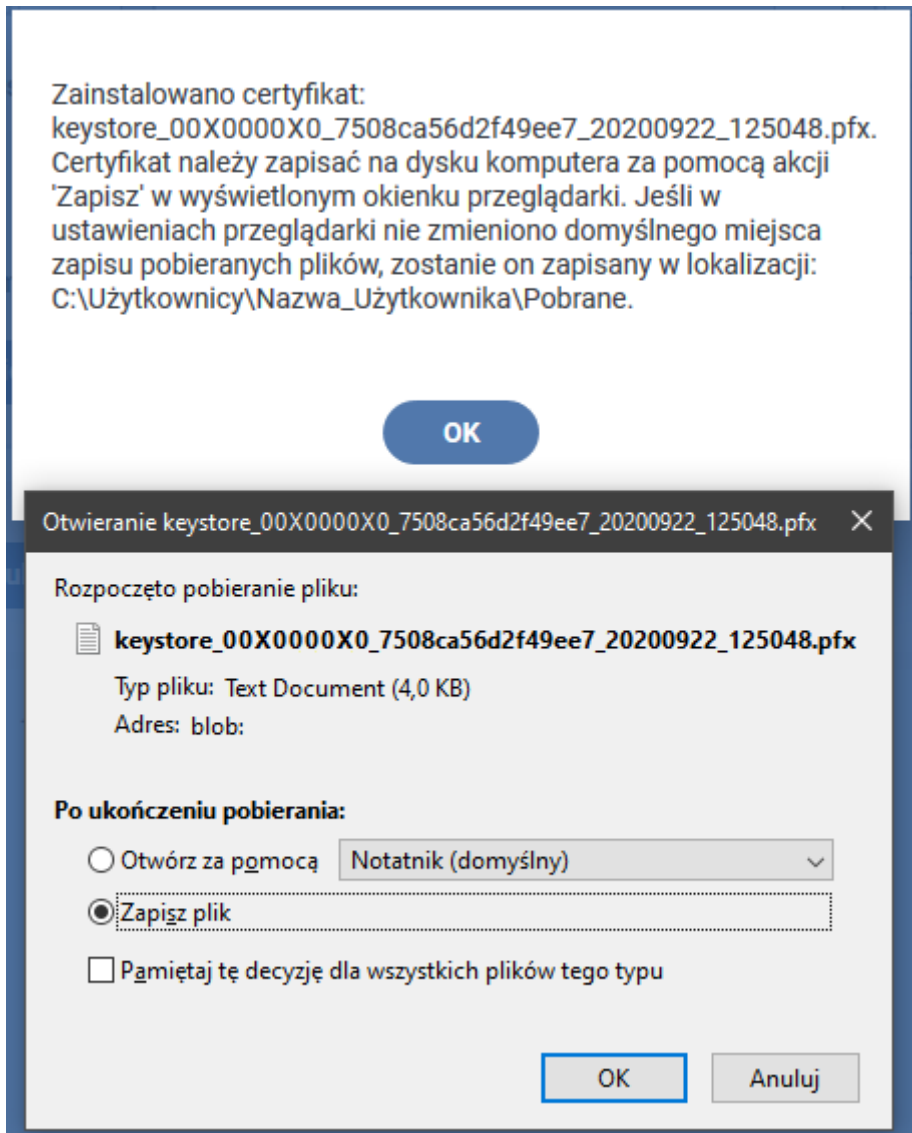 Zainstalowano certyfikat:
keystore_00X0000X0_7508ca56d2f49ee7_20200922_125048.pfx.
Certyfikat należy zapisać na dysku komputera za pomocą akcji
'Zapisz' w wyświetlonym okienku przeglądarki. Jeśli w
ustawieniach przeglądarki nie zmieniono domyślnego miejsca
zapisu pobieranych plików, zostanie on zapisany w lokalizacji:
C:\Użytkownicy\Nazwa_Użytkownika\Pobrane.
OK
Otwieranie keystore_00X0000X0_7508ca56d2f49ee7_20200922_125048.pfx
Rozpoczęto pobieranie pliku:
keystore_00X0000X0_7508ca56d2f49ee7_20200922_125048.pfx
Typ pliku: Text Document (4,0 KB)
Adres: blob:
Po ukończeniu pobierania:
Otwórz za pomocą Notatnik (domyślny)
Zapisz plik
Pamiętaj tę decyzję dla wszystkich plików tego typu
OK Anuluj